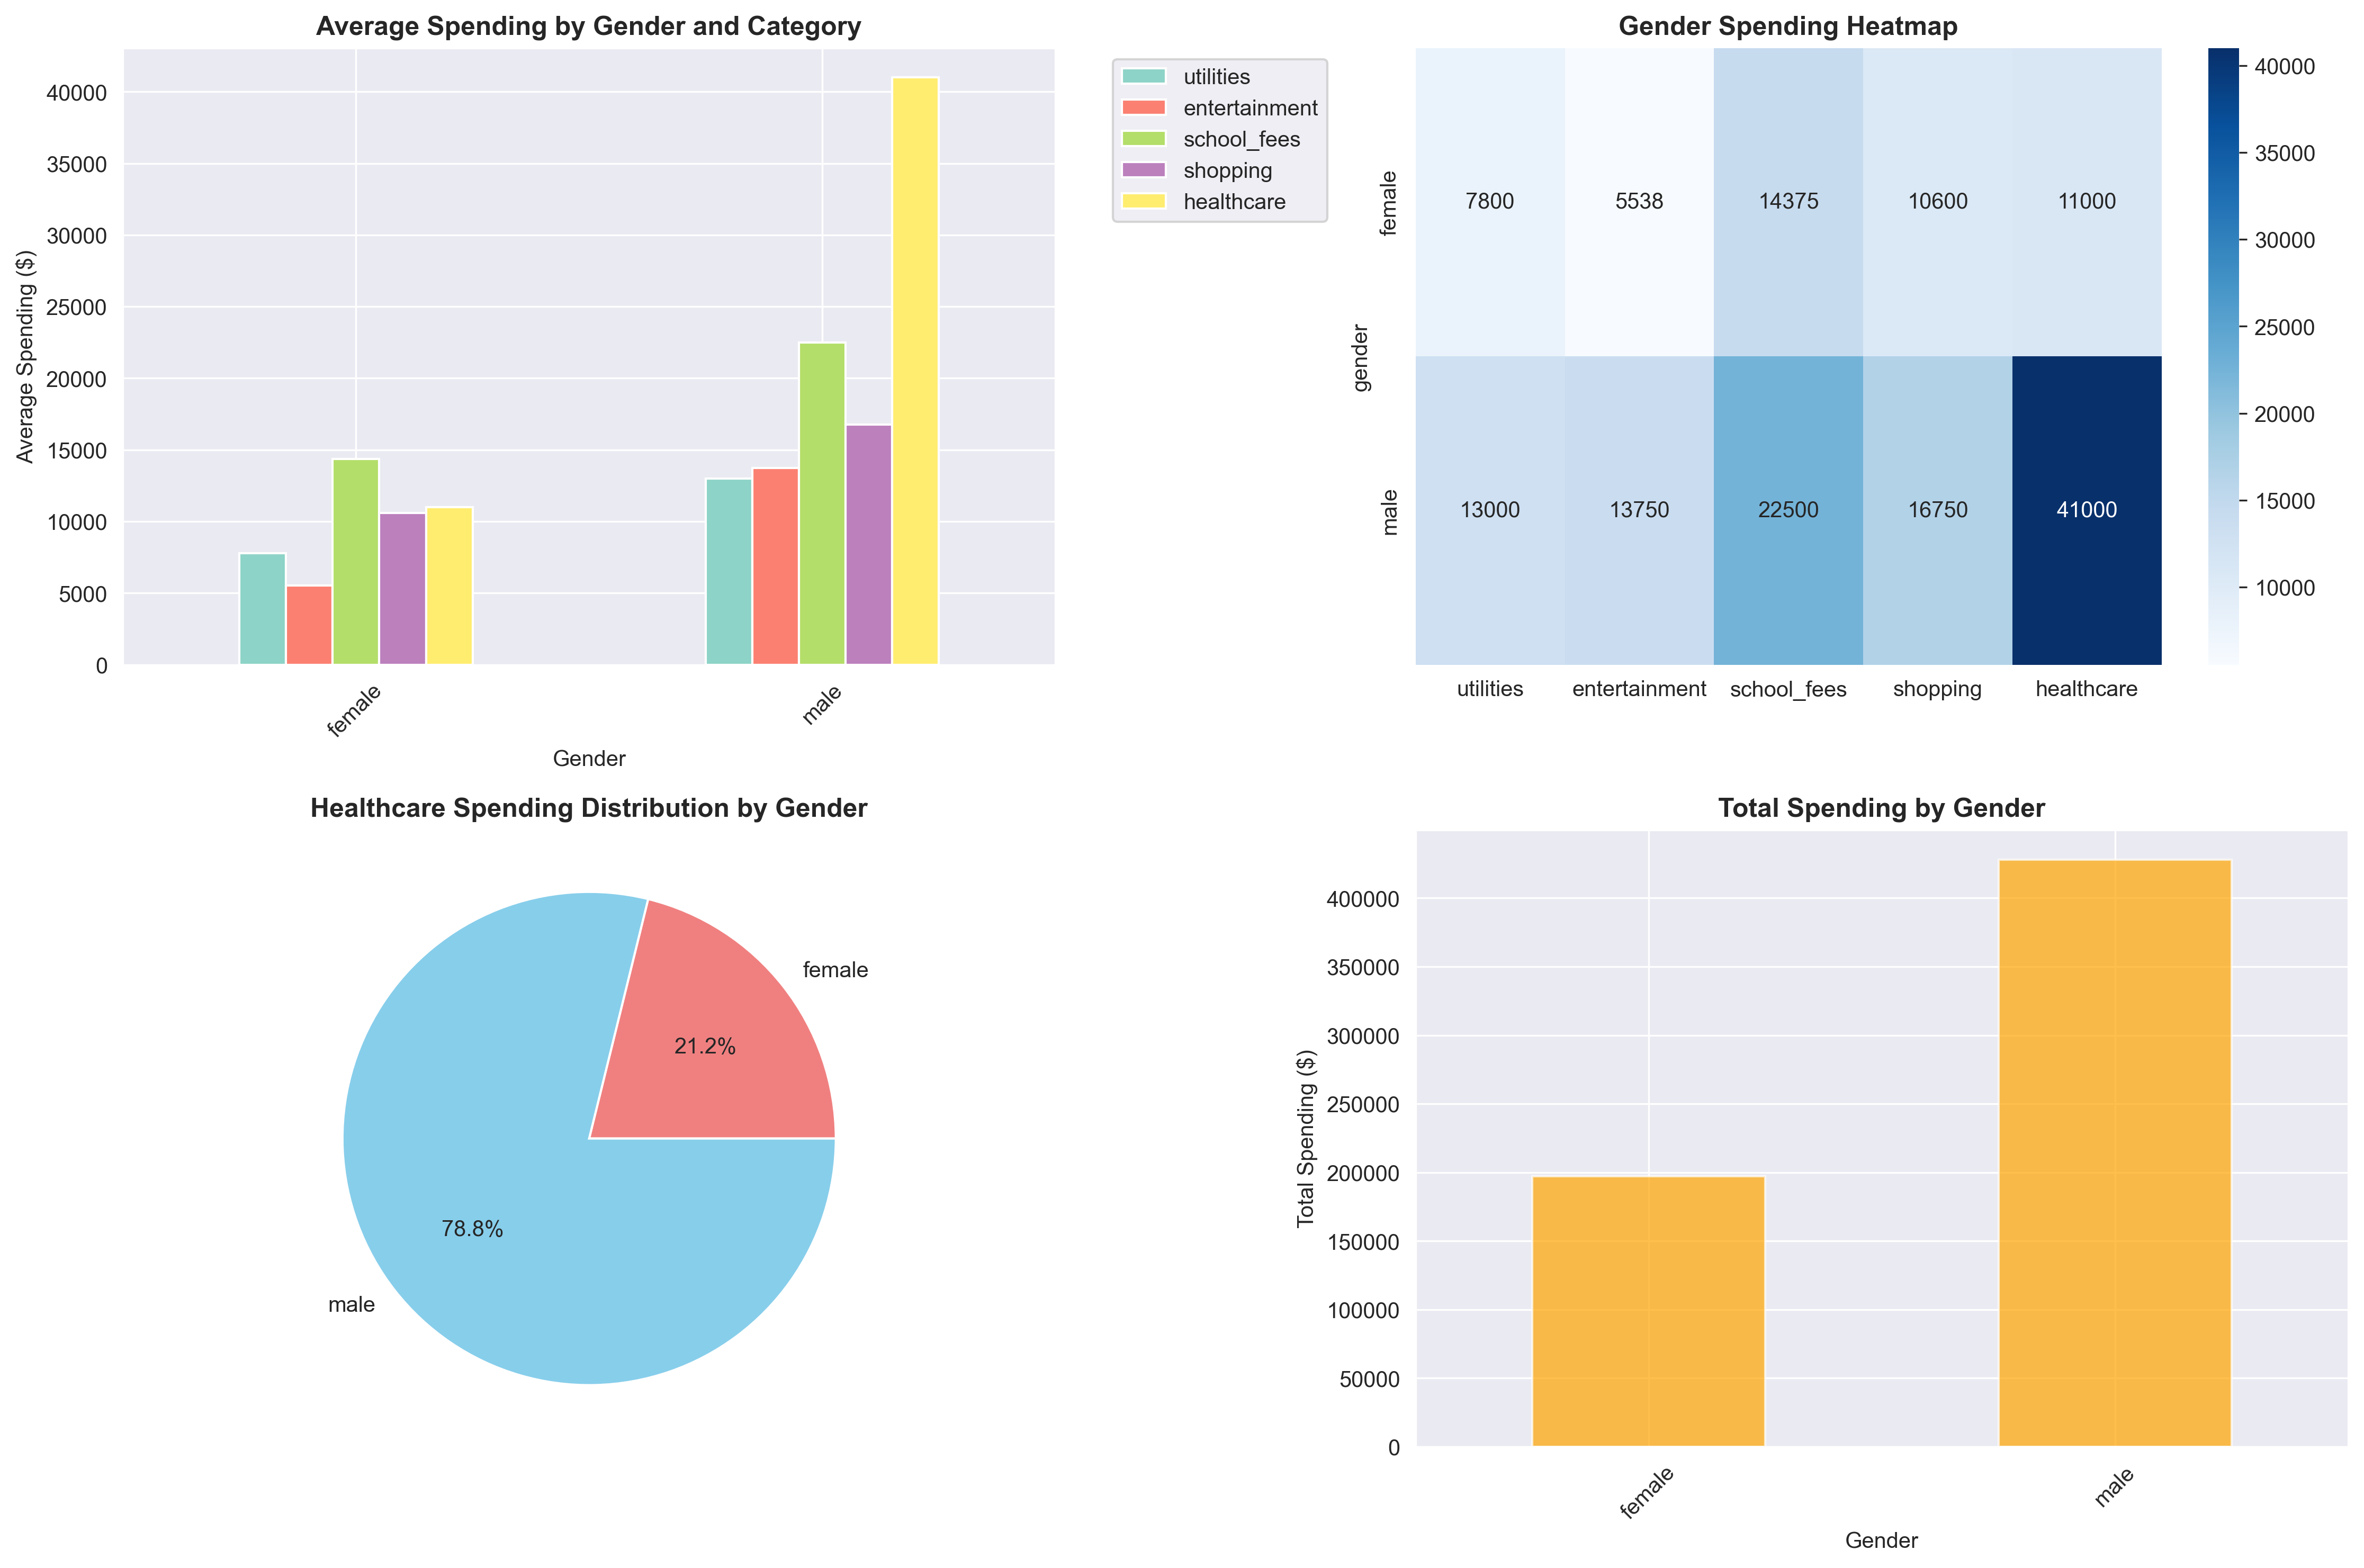 Average Spending by Gender and Category
Average Spending ($)
40000
35000
30000
25000
20000
15000
10000
5000
0
female
male
Gender
utilities
entertainment
school_fees
shopping
healthcare
Gender Spending Heatmap
gender
female
male
7800 5538 14375 10600 11000
13000 13750 22500 16750 41000
utilities entertainment school_fees shopping healthcare
40000
35000
30000
25000
20000
15000
10000
Healthcare Spending Distribution by Gender
female
21.2%
78.8%
male
Total Spending by Gender
Total Spending ($)
400000
350000
300000
250000
200000
150000
100000
50000
0
female
male
Gender